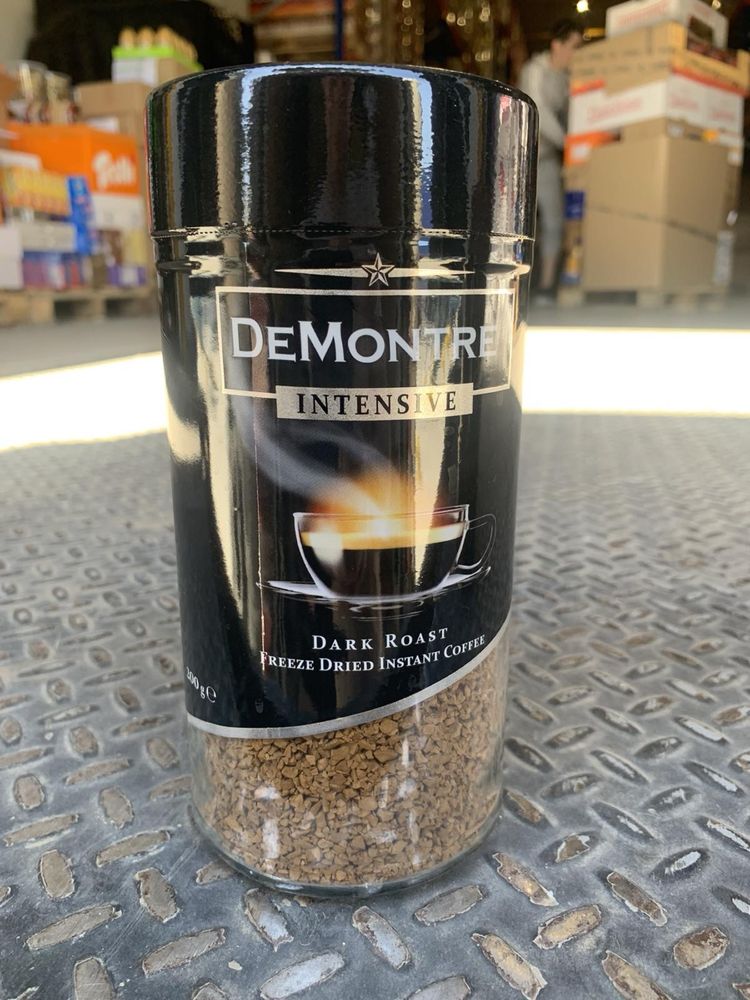 DEMONTRE
INTENSIVE
DARK ROAST
FREEZE DRIED INSTANT COFFEE
200g℮